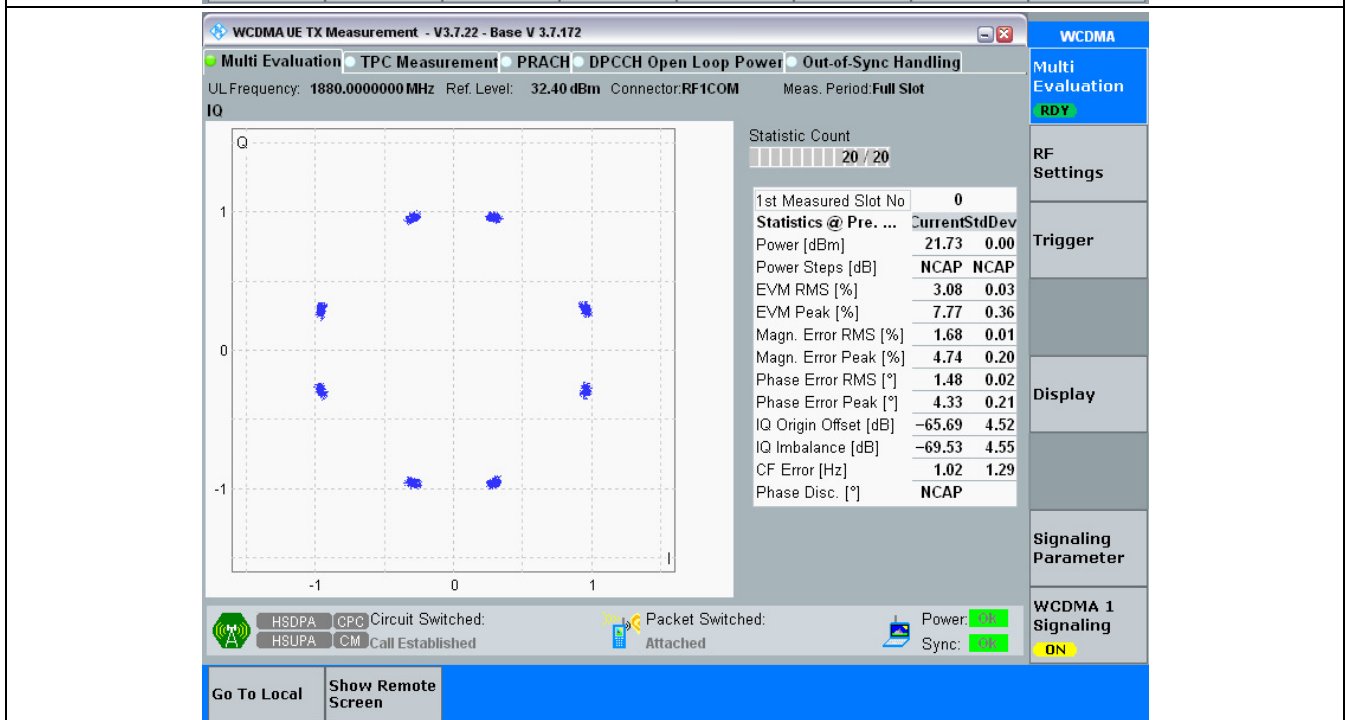 WCDMA UE TX Measurement - V3.7.22 - Base V 3.7.172
WCDMA
Multi Evaluation TPC Measurement PRACH DPCCH Open Loop Power Out-of-Sync Handling
UL Frequency: 1880.0000000 MHz Ref. Level: 32.40 dBm Connector:RF1COM Meas. Period:Full Slot
IQ
Q
1
0
-1
-1 0 1
I
Statistic Count
20 / 20
1st Measured Slot No 0
Statistics @ Pre. ... Current StdDev
Power [dBm] 21.73 0.00
Power Steps [dB] NCAP NCAP
EVM RMS [%] 3.08 0.03
EVM Peak [%] 7.77 0.36
Magn. Error RMS [%] 1.68 0.01
Magn. Error Peak [%] 4.74 0.20
Phase Error RMS [°] 1.48 0.02
Phase Error Peak [°] 4.33 0.21
IQ Origin Offset [dB] −65.69 4.52
IQ Imbalance [dB] −69.53 4.55
CF Error [Hz] 1.02 1.29
Phase Disc. [°] NCAP
Multi
Evaluation
RDY
RF
Settings
Trigger
Display
Signaling
Parameter
WCDMA 1
Signaling
ON
HSDPA CPC Circuit Switched: Packet Switched: Power: OK
HSUPA CM Call Established Attached Sync: OK
Go To Local
Show Remote
Screen